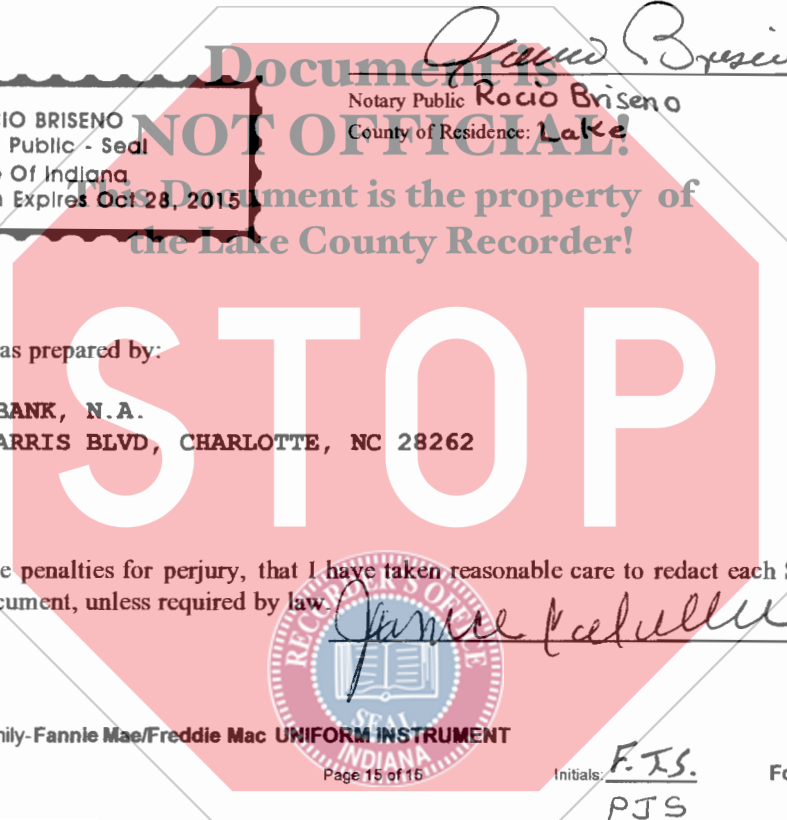 Document is
NOT OFFICIAL!
This Document is the property of
the Lake County Recorder!
Notary Public Rocio Briseno
County of Residence: Lake
CIO BRISENO
Public - Seal
Of Indiana
Expires Oct 28, 2015
STOP
as prepared by:
BANK, N.A.
ARRIS BLVD, CHARLOTTE, NC 28262
e penalties for perjury, that I have taken reasonable care to redact each
cument, unless required by law.
RECORDER'S OFFICE
SEAL
INDIANA
ily-Fannie Mae/Freddie Mac UNIFORM INSTRUMENT
Page 15 of 16
Initials: F.I.S.
PJS